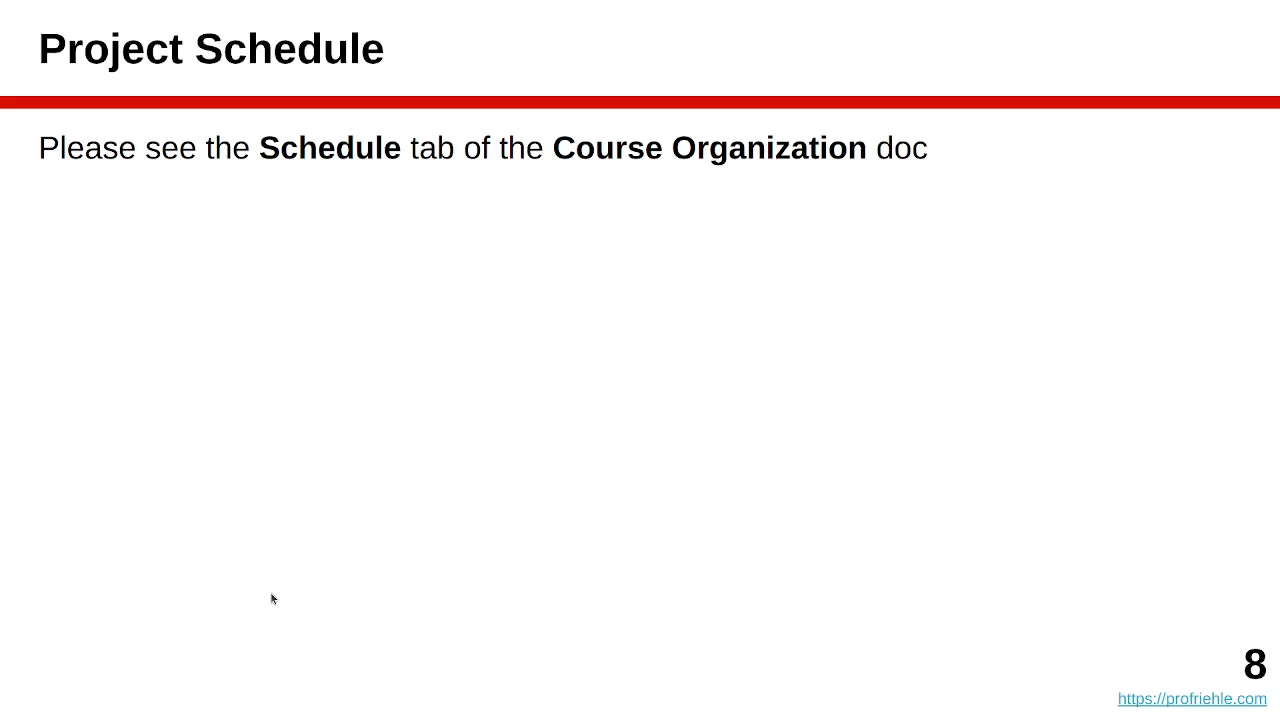 Project Schedule
Please see the Schedule tab of the Course Organization doc
8
https://profriehle.com